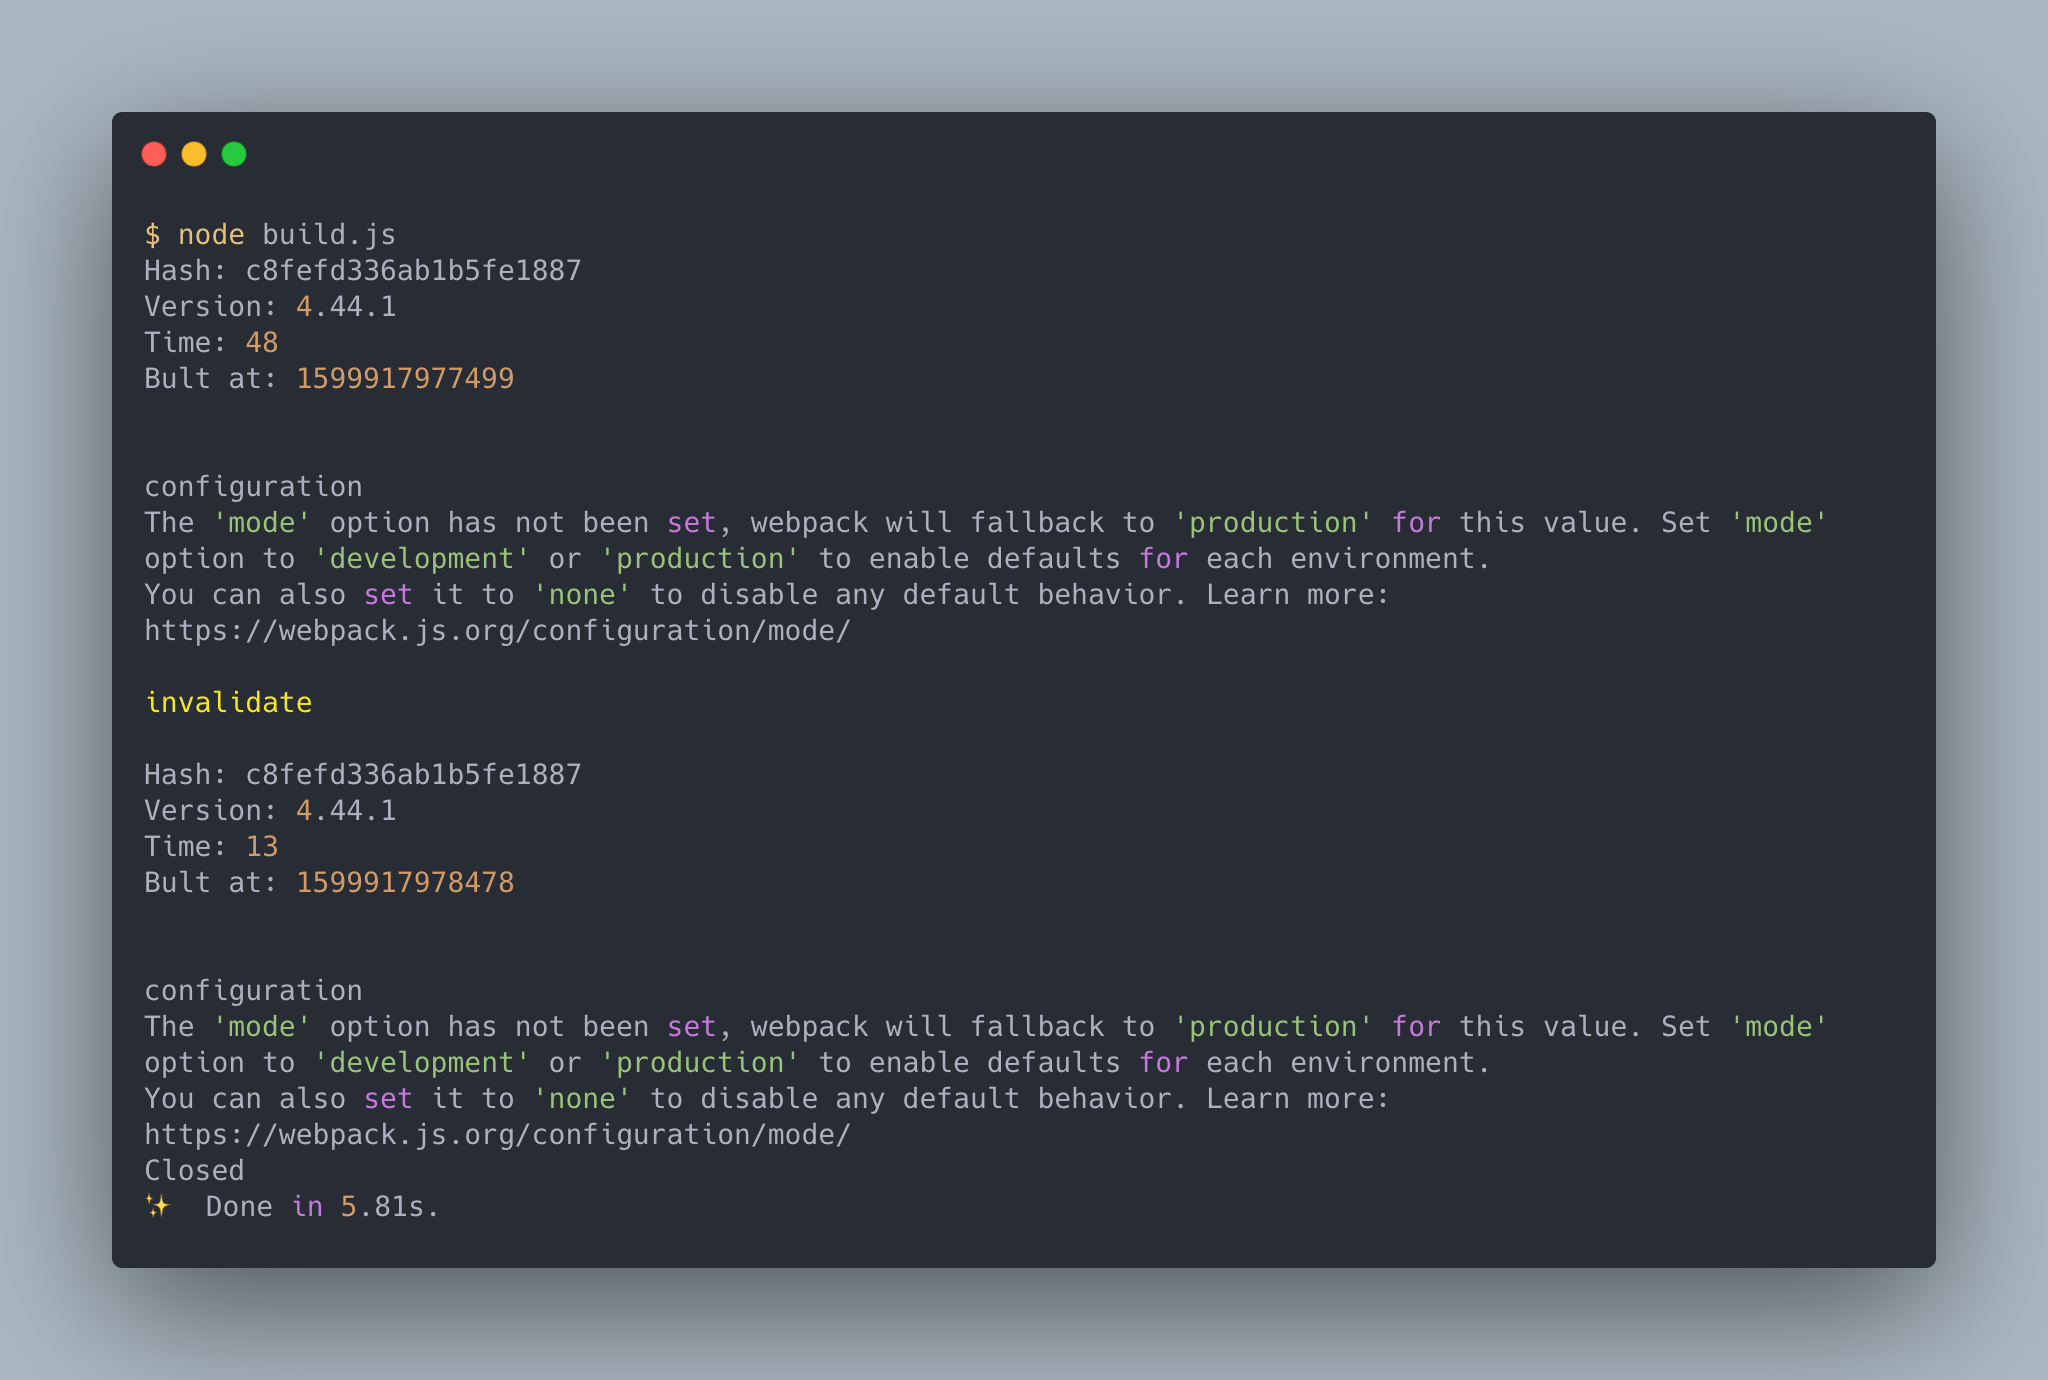 $ node build.js
Hash: c8fefd336ab1b5fe1887
Version: 4.44.1
Time: 48
Bult at: 1599917977499
configuration
The 'mode' option has not been set, webpack will fallback to 'production' for this value. Set 'mode'
option to 'development' or 'production' to enable defaults for each environment.
You can also set it to 'none' to disable any default behavior. Learn more:
https://webpack.js.org/configuration/mode/
invalidate
Hash: c8fefd336ab1b5fe1887
Version: 4.44.1
Time: 13
Bult at: 1599917978478
configuration
The 'mode' option has not been set, webpack will fallback to 'production' for this value. Set 'mode'
option to 'development' or 'production' to enable defaults for each environment.
You can also set it to 'none' to disable any default behavior. Learn more:
https://webpack.js.org/configuration/mode/
Closed
✨  Done in 5.81s.